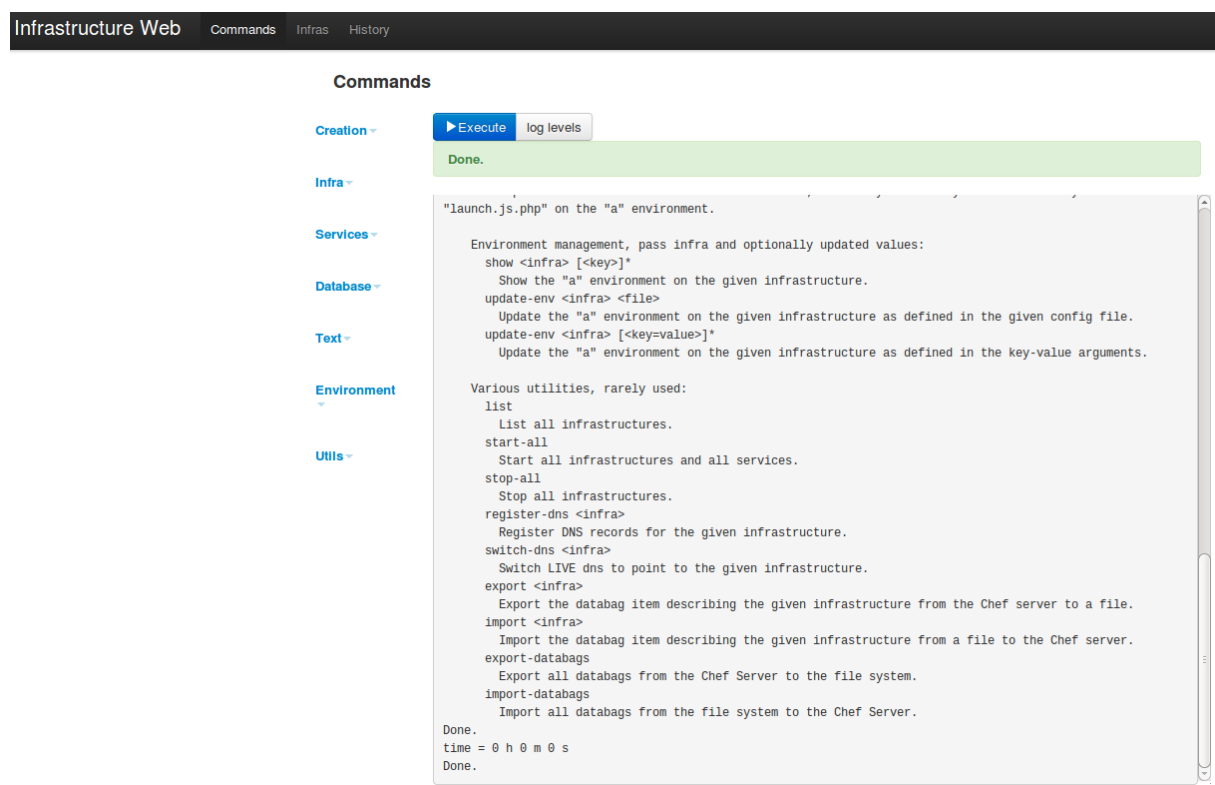 Infrastructure Web Commands Infras History
Commands
Creation
Infra
Services
Database
Text
Environment
Utils
Execute log levels
Done.
"launch.js.php" on the "a" environment.
Environment management, pass infra and optionally updated values:
show <infra> [<key>]*
Show the "a" environment on the given infrastructure.
update-env <infra> <file>
Update the "a" environment on the given infrastructure as defined in the given config file.
update-env <infra> [<key=value>]*
Update the "a" environment on the given infrastructure as defined in the key-value arguments.
Various utilities, rarely used:
list
List all infrastructures.
start-all
Start all infrastructures and all services.
stop-all
Stop all infrastructures.
register-dns <infra>
Register DNS records for the given infrastructure.
switch-dns <infra>
Switch LIVE dns to point to the given infrastructure.
export <infra>
Export the databag item describing the given infrastructure from the Chef server to a file.
import <infra>
Import the databag item describing the given infrastructure from a file to the Chef server.
export-databags
Export all databags from the Chef Server to the file system.
import-databags
Import all databags from the file system to the Chef Server.
Done.
time = 0 h 0 m 0 s
Done.